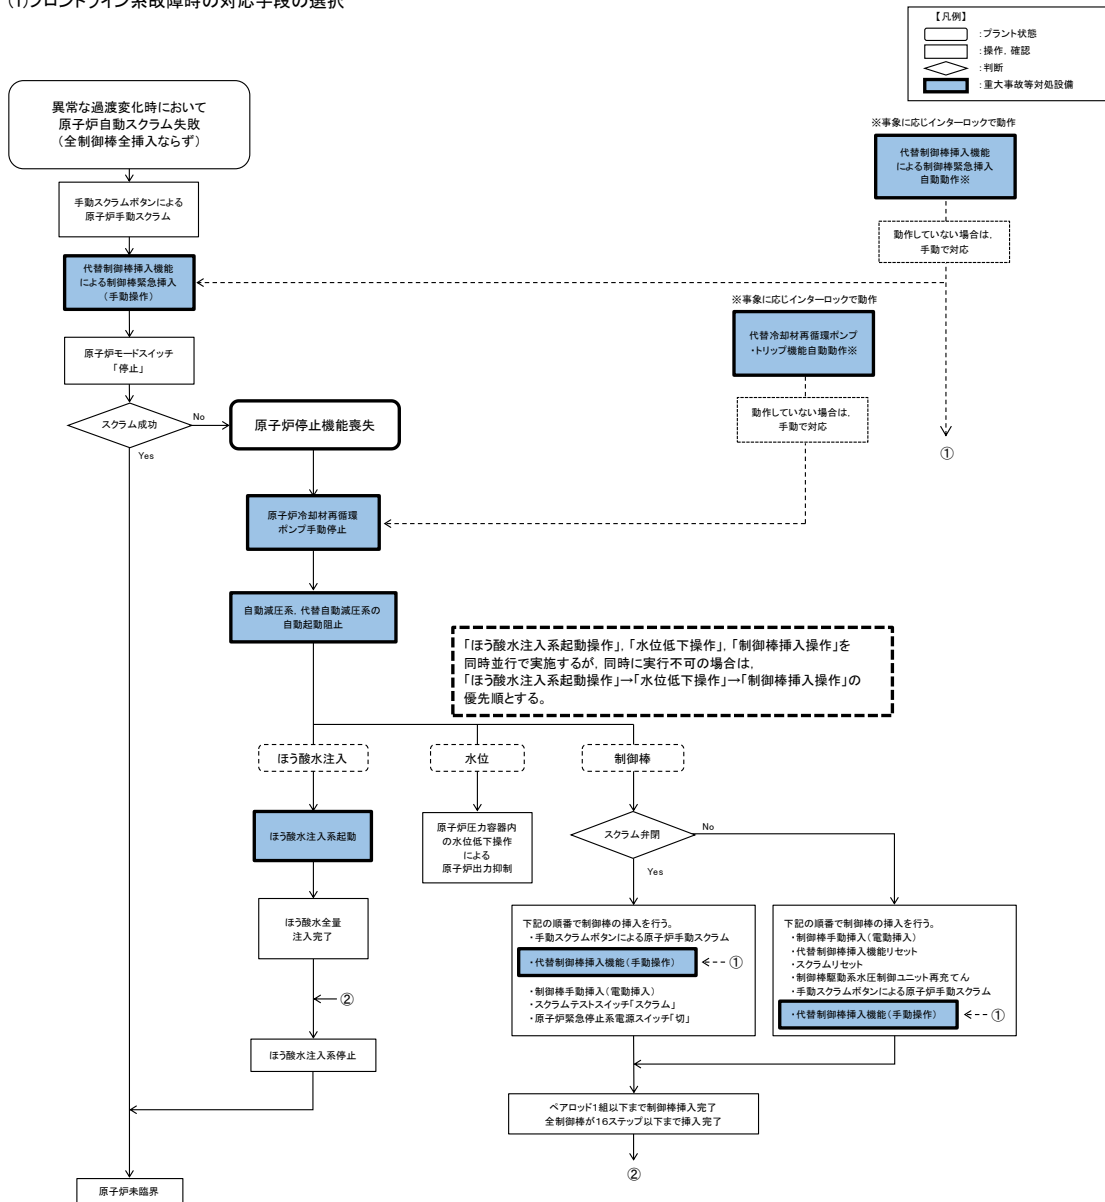 (1)フロントライン系故障時の対応手段の選択
【凡例】
:プラント状態
:操作，確認
:判断
:重大事故等対処設備
異常な過渡変化時において
原子炉自動スクラム失敗
(全制御棒全挿入ならず)
手動スクラムボタンによる
原子炉手動スクラム
代替制御棒挿入機能
による制御棒緊急挿入
(手動操作)
原子炉モードスイッチ
「停止」
スクラム成功
No
Yes
原子炉停止機能喪失
※事象に応じインターロックで動作
代替制御棒挿入機能
による制御棒緊急挿入
自動動作※
動作していない場合は，
手動で対応
①
※事象に応じインターロックで動作
代替冷却材再循環ポンプ
・トリップ機能自動動作※
動作していない場合は，
手動で対応
原子炉冷却材再循環
ポンプ手動停止
自動減圧系，代替自動減圧系の
自動起動阻止
「ほう酸水注入系起動操作」，「水位低下操作」，「制御棒挿入操作」を
同時並行で実施するが，同時に実行不可の場合は，
「ほう酸水注入系起動操作」→「水位低下操作」→「制御棒挿入操作」の
優先順とする。
ほう酸水注入
水位
制御棒
ほう酸水注入系起動
原子炉圧力容器内
の水位低下操作
による
原子炉出力抑制
スクラム弁閉
No
Yes
ほう酸水全量
注入完了
②
ほう酸水注入系停止
下記の順番で制御棒の挿入を行う。
・手動スクラムボタンによる原子炉手動スクラム
・代替制御棒挿入機能(手動操作)
①
・制御棒手動挿入(電動挿入)
・スクラムテストスイッチ「スクラム」
・原子炉緊急停止系電源スイッチ「切」
下記の順番で制御棒の挿入を行う。
・制御棒手動挿入(電動挿入)
・代替制御棒挿入機能リセット
・スクラムリセット
・制御棒駆動系水圧制御ユニット再充てん
・手動スクラムボタンによる原子炉手動スクラム
・代替制御棒挿入機能(手動操作)
①
ペアロッド1組以下まで制御棒挿入完了
全制御棒が16ステップ以下まで挿入完了
②
原子炉未臨界